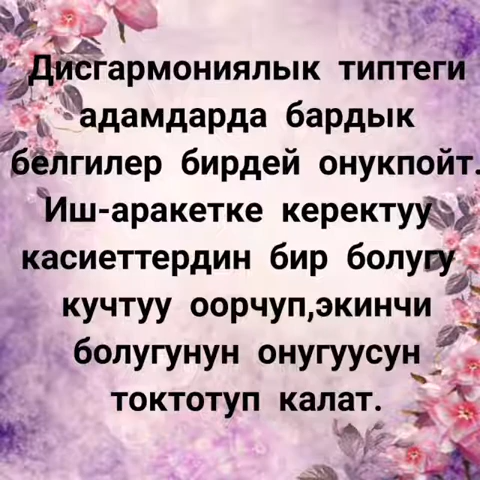 Дисгармониялык типтеги
адамдарда бардык
белгилер бирдей онукпойт.
Иш-аракетке керектуу
касиеттердин бир болугу
кучтуу оорчуп,экинчи
болугунун онугуусун
токтотуп калат.